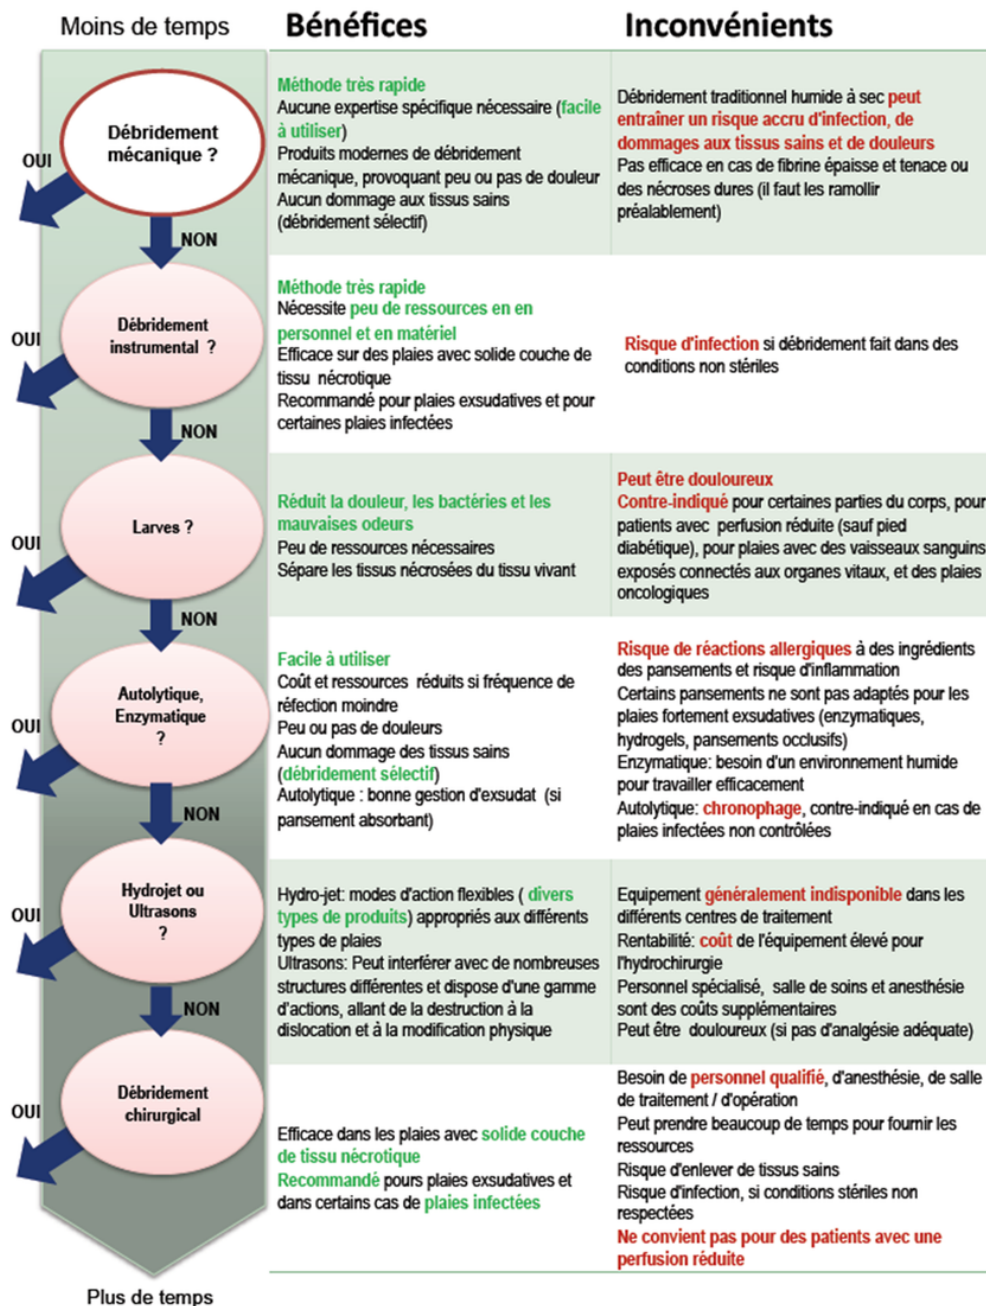 Moins de temps
Bénéfices
Inconvénients
Débridement
mécanique ?
OUI
NON
Méthode très rapide
Aucune expertise spécifique nécessaire (facile
à utiliser)
Produits modernes de débridement
mécanique, provoquant peu ou pas de douleur
Aucun dommage aux tissus sains
(débridement sélectif)
Débridement traditionnel humide à sec peut
entraîner un risque accru d'infection, de
dommages aux tissus sains et de douleurs
Pas efficace en cas de fibrine épaisse et tenace ou
des nécroses dures (il faut les ramollir
préalablement)
Débridement
instrumental ?
OUI
NON
Méthode très rapide
Nécessite peu de ressources en en
personnel et en matériel
Efficace sur des plaies avec solide couche de
tissu nécrotique
Recommandé pour plaies exsudatives et pour
certaines plaies infectées
Risque d'infection si débridement fait dans des
conditions non stériles
Larves ?
OUI
NON
Réduit la douleur, les bactéries et les
mauvaises odeurs
Peu de ressources nécessaires
Sépare les tissus nécrosées du tissu vivant
Peut être douloureux
Contre-indiqué pour certaines parties du corps, pour
patients avec perfusion réduite (sauf pied
diabétique), pour plaies avec des vaisseaux sanguins
exposés connectés aux organes vitaux, et des plaies
oncologiques
Autolytique,
Enzymatique
?
OUI
NON
Facile à utiliser
Coût et ressources réduits si fréquence de
réfection moindre
Peu ou pas de douleurs
Aucun dommage des tissus sains
(débridement sélectif)
Autolytique : bonne gestion d'exsudat (si
pansement absorbant)
Risque de réactions allergiques à des ingrédients
des pansements et risque d'inflammation
Certains pansements ne sont pas adaptés pour les
plaies fortement exsudatives (enzymatiques,
hydrogels, pansements occlusifs)
Enzymatique: besoin d'un environnement humide
pour travailler efficacement
Autolytique: chronophage, contre-indiqué en cas de
plaies infectées non contrôlées
Hydrojet ou
Ultrasons
?
OUI
NON
Hydro-jet: modes d'action flexibles ( divers
types de produits) appropriés aux différents
types de plaies
Ultrasons: Peut interférer avec de nombreuses
structures différentes et dispose d'une gamme
d'actions, allant de la destruction à la
dislocation et à la modification physique
Equipement généralement indisponible dans les
différents centres de traitement
Rentabilité: coût de l'équipement élevé pour
l'hydrochirurgie
Personnel spécialisé, salle de soins et anesthésie
sont des coûts supplémentaires
Peut être douloureux (si pas d'analgésie adéquate)
Débridement
chirurgical
OUI
Efficace dans les plaies avec solide couche
de tissu nécrotique
Recommandé pours plaies exsudatives et
dans certains cas de plaies infectées
Besoin de personnel qualifié, d'anesthésie, de salle
de traitement / d'opération
Peut prendre beaucoup de temps pour fournir les
ressources
Risque d'enlever de tissus sains
Risque d'infection, si conditions stériles non
respectées
Ne convient pas pour des patients avec une
perfusion réduite
Plus de temps